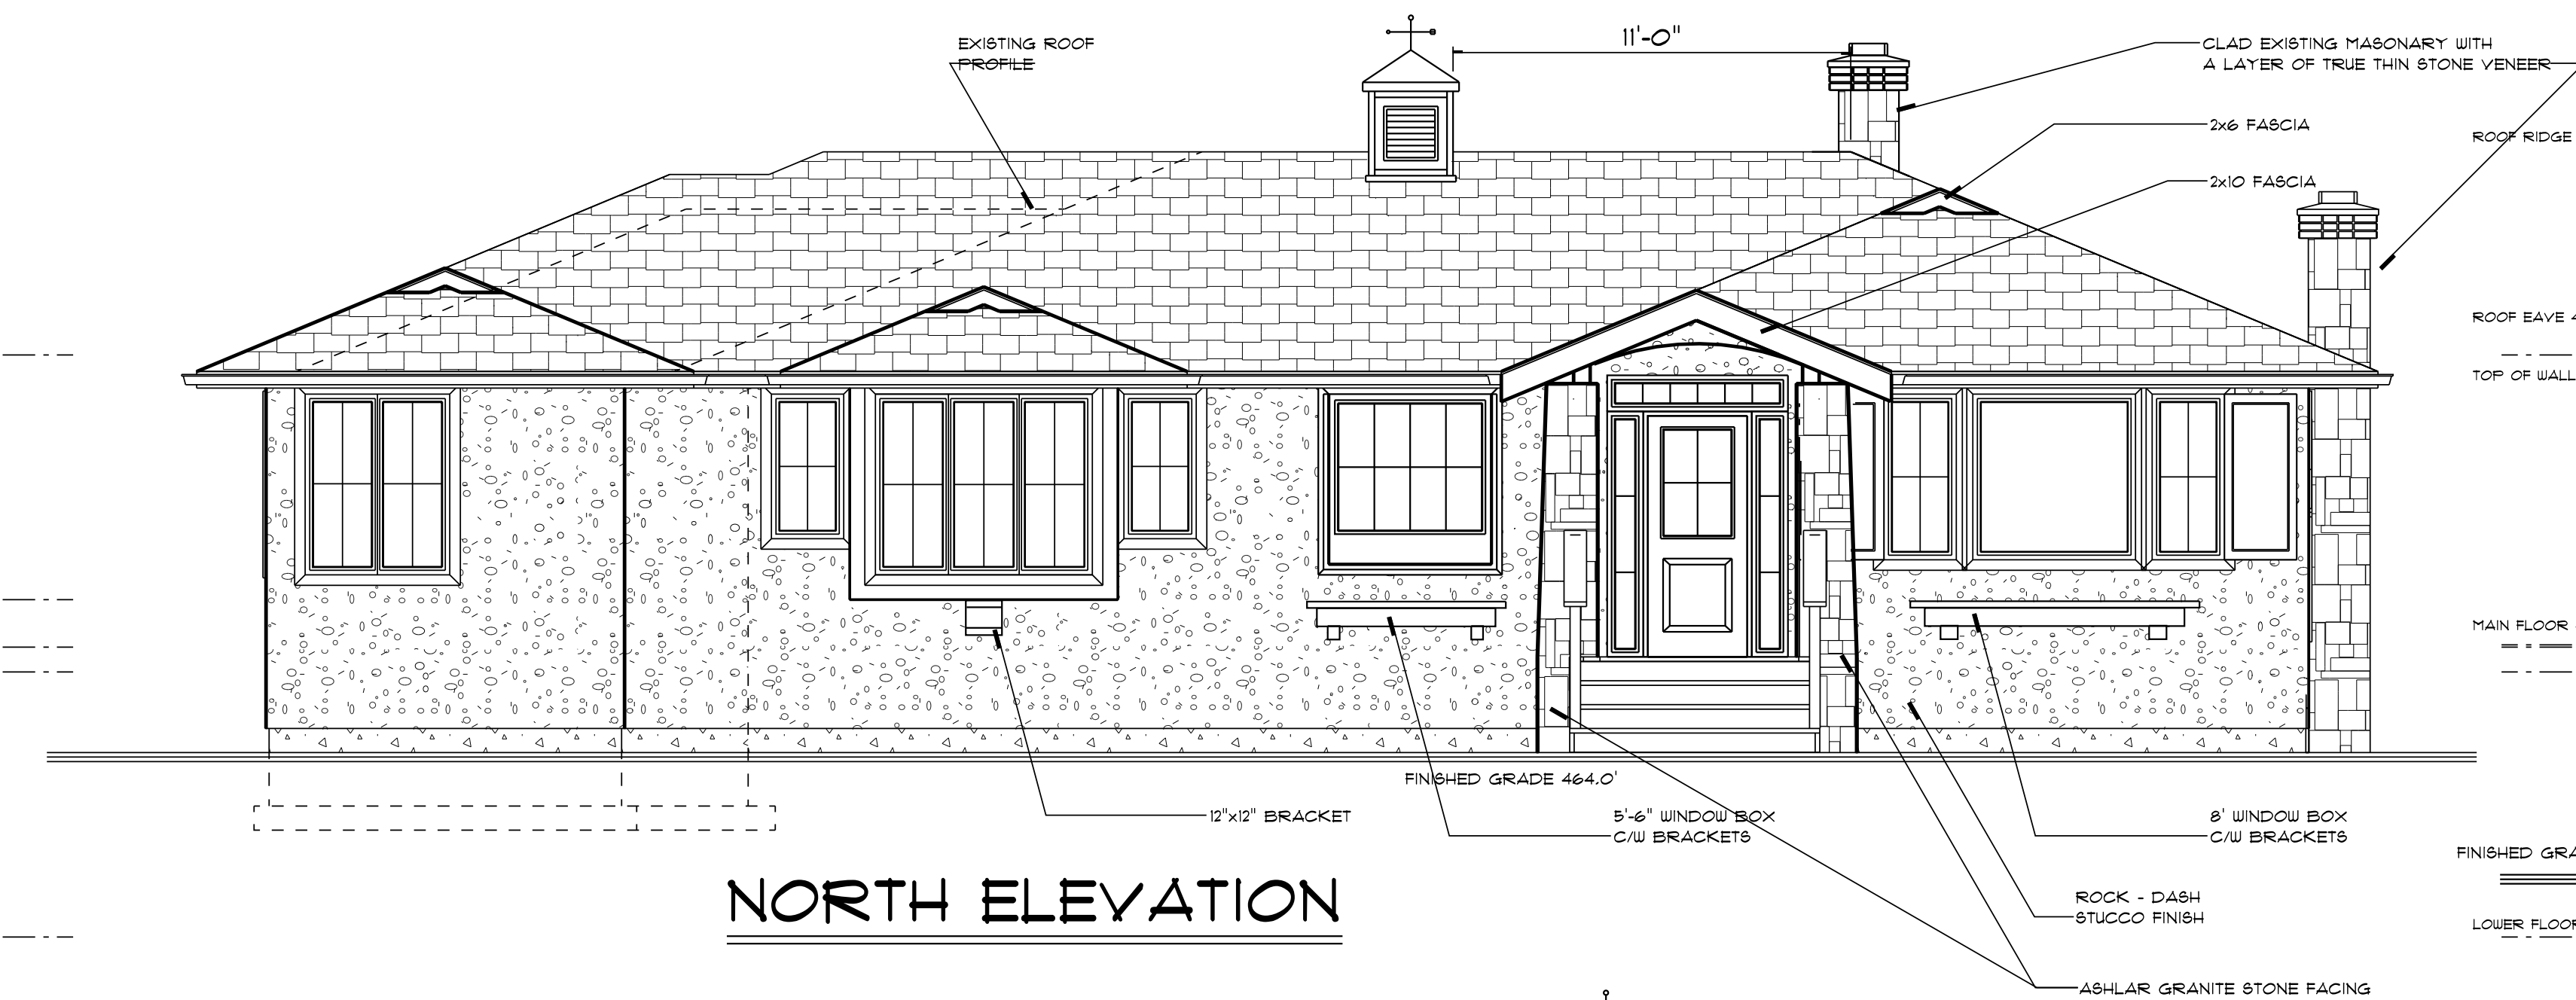 11'-0"
EXISTING ROOF
PROFILE
CLAD EXISTING MASONARY WITH
A LAYER OF TRUE THIN STONE VENEER
2x6 FASCIA
ROOF RIDGE
2x10 FASCIA
ROOF EAVE 4
TOP OF WALL
MAIN FLOOR
FINISHED GRADE 464.0'
12"x12" BRACKET
5'-6" WINDOW BOX
C/W BRACKETS
8' WINDOW BOX
C/W BRACKETS
FINISHED GRA
NORTH ELEVATION
ROCK - DASH
STUCCO FINISH
LOWER FLOOR
ASHLAR GRANITE STONE FACING